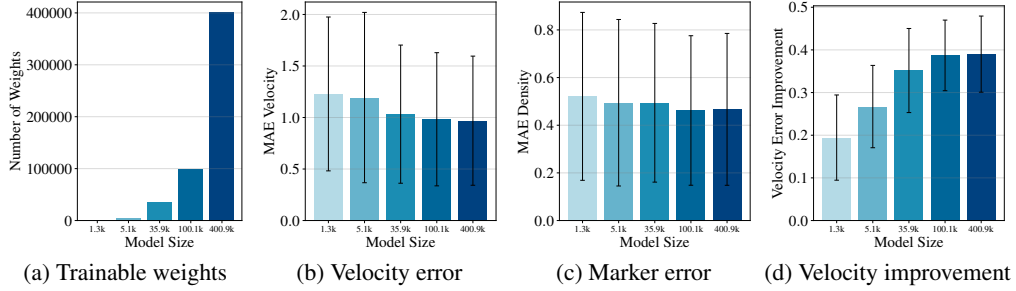 Number of Weights
400000
300000
200000
100000
0
1.3k 5.1k 35.9k 100.1k 400.9k
Model Size
(a) Trainable weights
MAE Velocity
2.0
1.5
1.0
0.5
0.0
1.3k 5.1k 35.9k 100.1k 400.9k
Model Size
(b) Velocity error
MAE Density
0.8
0.6
0.4
0.2
0.0
1.3k 5.1k 35.9k 100.1k 400.9k
Model Size
(c) Marker error
Velocity Error Improvement
0.5
0.4
0.3
0.2
0.1
0.0
1.3k 5.1k 35.9k 100.1k 400.9k
Model Size
(d) Velocity improvement